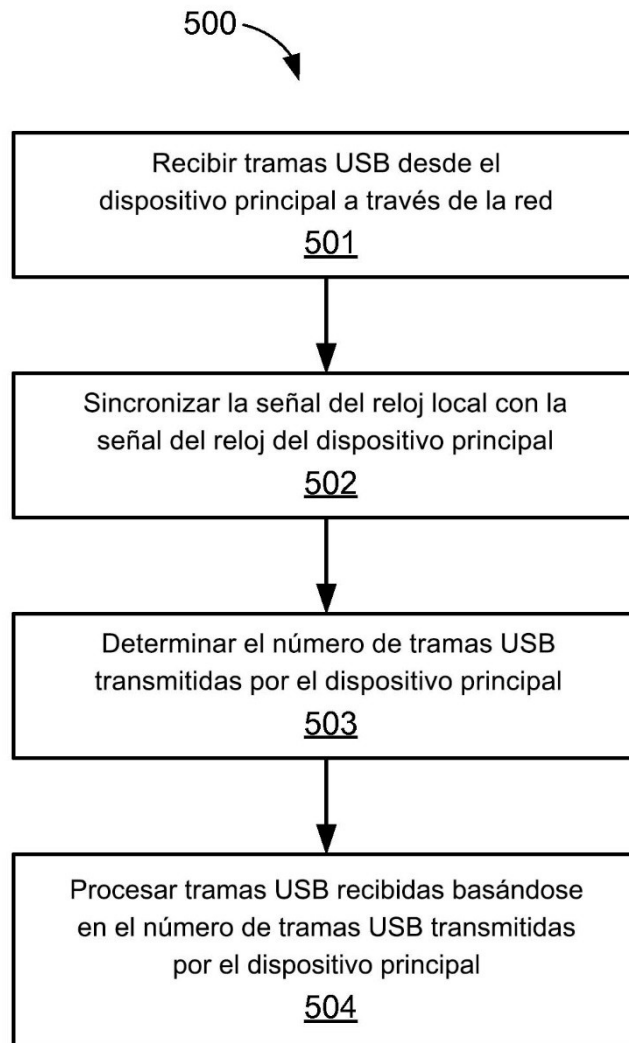 500
Recibir tramas USB desde el
dispositivo principal a través de la red
501
Sincronizar la señal del reloj local con la
señal del reloj del dispositivo principal
502
Determinar el número de tramas USB
transmitidas por el dispositivo principal
503
Procesar tramas USB recibidas basándose
en el número de tramas USB transmitidas
por el dispositivo principal
504